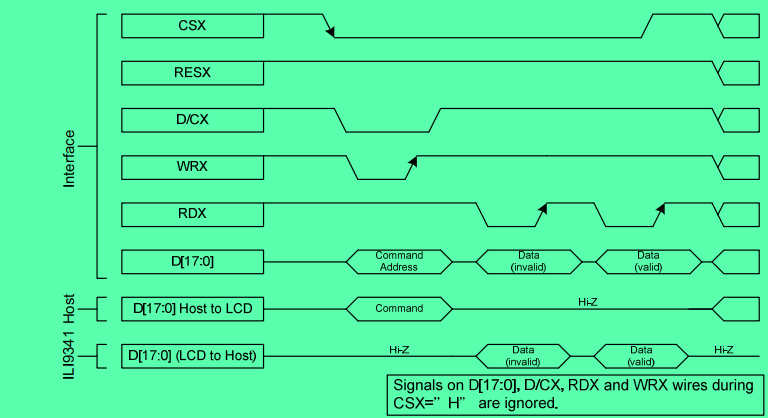 CSX
RESX
D/CX
WRX
RDX
D[17:0]
Command
Address
Data
(invalid)
Data
(valid)
Interface
D[17:0] Host to LCD
Command
Hi-Z
Host
D[17:0] (LCD to Host)
Hi-Z
Data
(invalid)
Data
(valid)
Hi-Z
ILI9341
Signals on D[17:0], D/CX, RDX and WRX wires during
CSX=” H” are ignored.